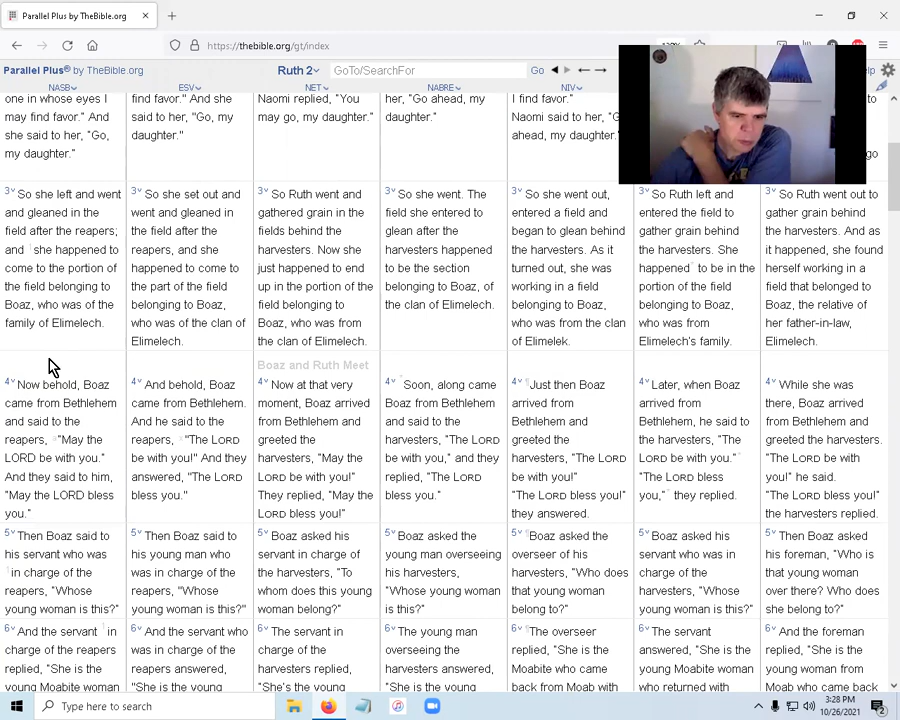 Parallel Plus by TheBible.org
https://thebible.org/gt/index
Parallel Plus® by TheBible.org
Ruth 2
GoTo/SearchFor
Go
NASB
ESV
NET
NABRE
NIV
one in whose eyes I
may find favor." And
she said to her, "Go,
my daughter."
find favor." And she
said to her, "Go, my
daughter."
Naomi replied, "You
may go, my daughter."
her, "Go ahead, my
daughter."
I find favor."
Naomi said to her, "G
ahead, my daughter."
to
go
3v So she left and went
and gleaned in the
field after the reapers;
and she happened to
come to the portion of
the field belonging to
Boaz, who was of the
family of Elimelech.
3v So she set out and
went and gleaned in
the field after the
reapers, and she
happened to come to
the part of the field
belonging to Boaz,
who was of the clan of
Elimelech.
3v So Ruth went and
gathered grain in the
fields behind the
harvesters. Now she
just happened to end
up in the portion of the
field belonging to
Boaz, who was from
the clan of Elimelech.
3v So she went. The
field she entered to
glean after the
harvesters happened
to be the section
belonging to Boaz, of
the clan of Elimelech.
3v So she went out,
entered a field and
began to glean behind
the harvesters. As it
turned out, she was
working in a field
belonging to Boaz,
who was from the clan
of Elimelek.
3v So Ruth left and
entered the field to
gather grain behind
the harvesters. She
happened to be in the
portion of the field
belonging to Boaz,
who was from
Elimelech's family.
3v So Ruth went out to
gather grain behind
the harvesters. And as
it happened, she found
herself working in a
field that belonged to
Boaz, the relative of
her father-in-law,
Elimelech.
Boaz and Ruth Meet
4v Now behold, Boaz
came from Bethlehem
and said to the
reapers, "May the
LORD be with you."
And they said to him,
"May the LORD bless
you."
4v And behold, Boaz
came from Bethlehem.
And he said to the
reapers, "The LORD
be with you!" And they
answered, "The LORD
bless you."
4v Now at that very
moment, Boaz arrived
from Bethlehem and
greeted the
harvesters, "May the
LORD be with you!
They replied, "May the
LORD bless you!"
4v Soon, along came
Boaz from Bethlehem
and said to the
harvesters, "The LORD
be with you," and they
replied, "The LORD
bless you."
4v Just then Boaz
arrived from
Bethlehem and
greeted the
harvesters, "The LORD
be with you!"
"The LORD bless you!"
they answered.
4v Later, when Boaz
arrived from
Bethlehem, he said to
the harvesters, "The
LORD be with you."
"The LORD bless
you," they replied.
4v While she was
there, Boaz arrived
from Bethlehem and
greeted the harvesters.
"The LORD be with
you!" he said.
"The LORD bless you!"
the harvesters replied.
5v Then Boaz said to
his servant who was
in charge of the
reapers, "Whose
young woman is this?"
5v Then Boaz said to
his young man who
was in charge of the
reapers, "Whose
young woman is this?"
5v Boaz asked his
servant in charge of
the harvesters, "To
whom does this young
woman belong?"
5v Boaz asked the
young man overseeing
his harvesters,
"Whose young woman
is this?"
5v Boaz asked the
overseer of his
harvesters, "Who does
that young woman
belong to?"
5v Boaz asked his
servant who was in
charge of the
harvesters, "Whose
young woman is this?"
5v Then Boaz asked
his foreman, "Who is
that young woman
over there? Who does
she belong to?"
6v And the servant in
charge of the reapers
replied, "She is the
young Moabite woman
6v And the servant who
was in charge of the
reapers answered,
"She is the young
6v The servant in
charge of the
harvesters replied,
"She's the young
6v The young man
overseeing the
harvesters answered,
"She is the young
6v The overseer
replied, "She is the
Moabite who came
back from Moab with
6v The servant
answered, "She is the
young Moabite woman
who returned with
6v And the foreman
replied, "She is the
young woman from
Moab who came back
Type here to search
3:28 PM
10/26/2021
2